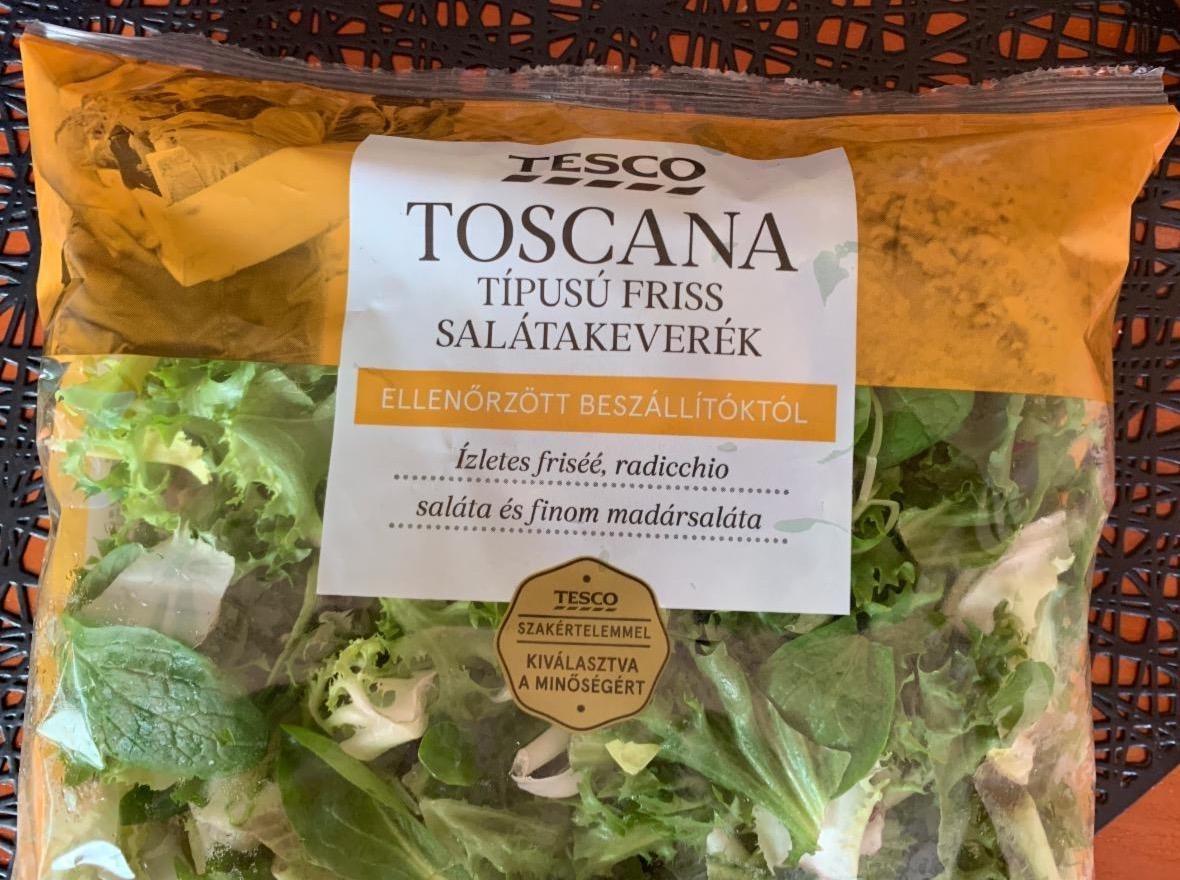 TESCO
TOSCANA
TÍPUSÚ FRISS
SALÁTAKEVERÉK
ELLENŐRZÖTT BESZÁLLÍTÓKTÓL
Ízletes friséé, radicchio
saláta és finom madársaláta
TESCO
SZAKÉRTELEMMEL
KIVÁLASZTVA
A MINŐSÉGÉRT